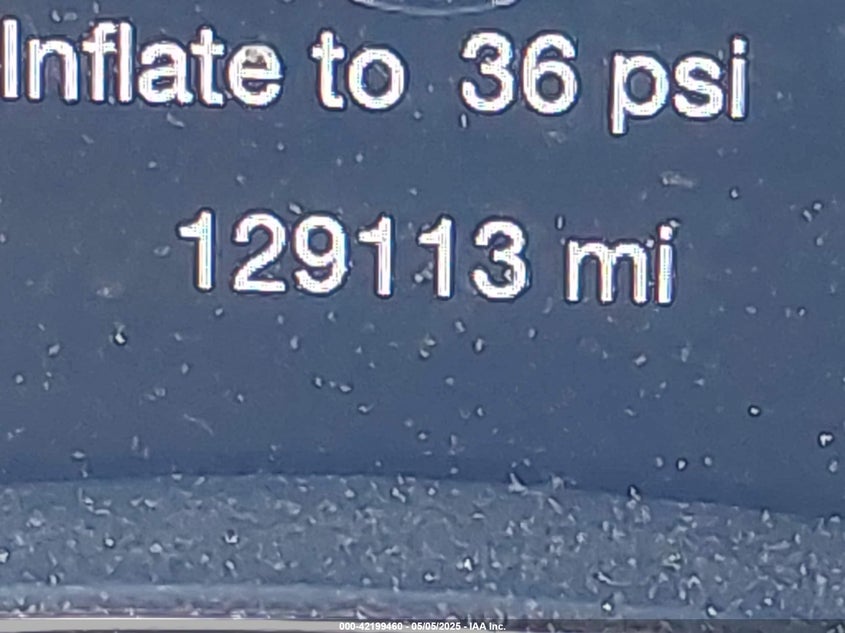 Inflate to 36 psi
129113 mi
000-42199460 - 05/05/2025 - IAA Inc.